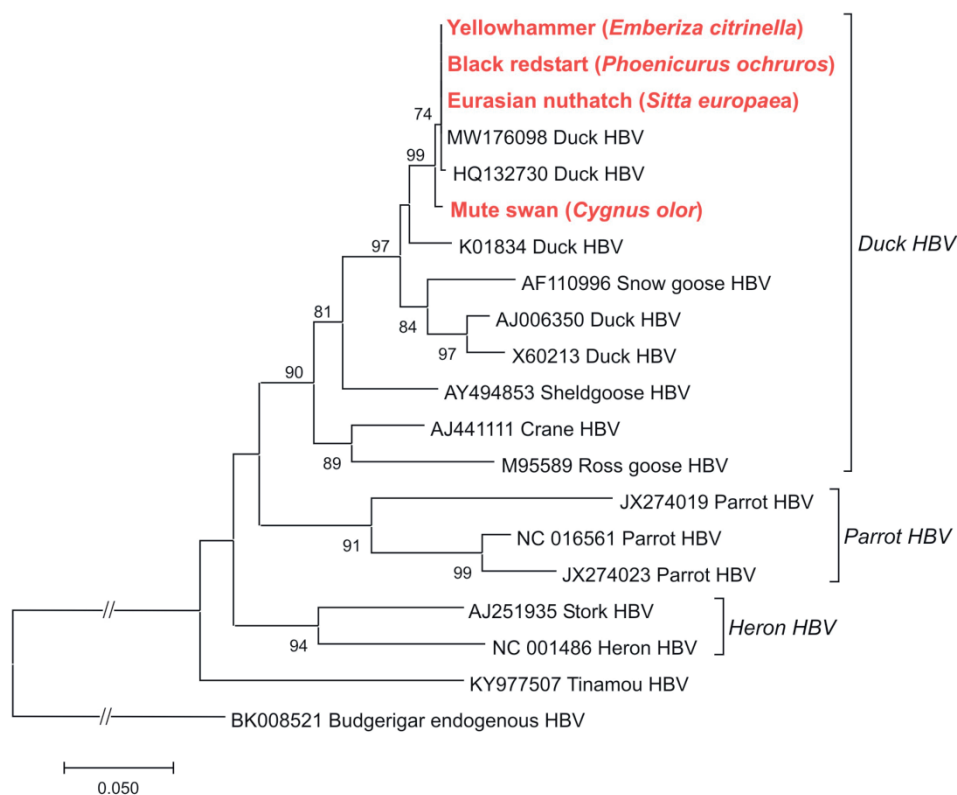 Yellowhammer (Emberiza citrinella)
Black redstart (Phoenicurus ochruros)
Eurasian nuthatch (Sitta europaea)
74
MW176098 Duck HBV
99
HQ132730 Duck HBV
Mute swan (Cygnus olor)
97
K01834 Duck HBV
Duck HBV
AF110996 Snow goose HBV
81
84
AJ006350 Duck HBV
97
X60213 Duck HBV
90
AY494853 Sheldgoose HBV
AJ441111 Crane HBV
89
M95589 Ross goose HBV
JX274019 Parrot HBV
91
NC 016561 Parrot HBV
Parrot HBV
99
JX274023 Parrot HBV
AJ251935 Stork HBV
Heron HBV
94
NC 001486 Heron HBV
KY977507 Tinamou HBV
BK008521 Budgerigar endogenous HBV
0.050